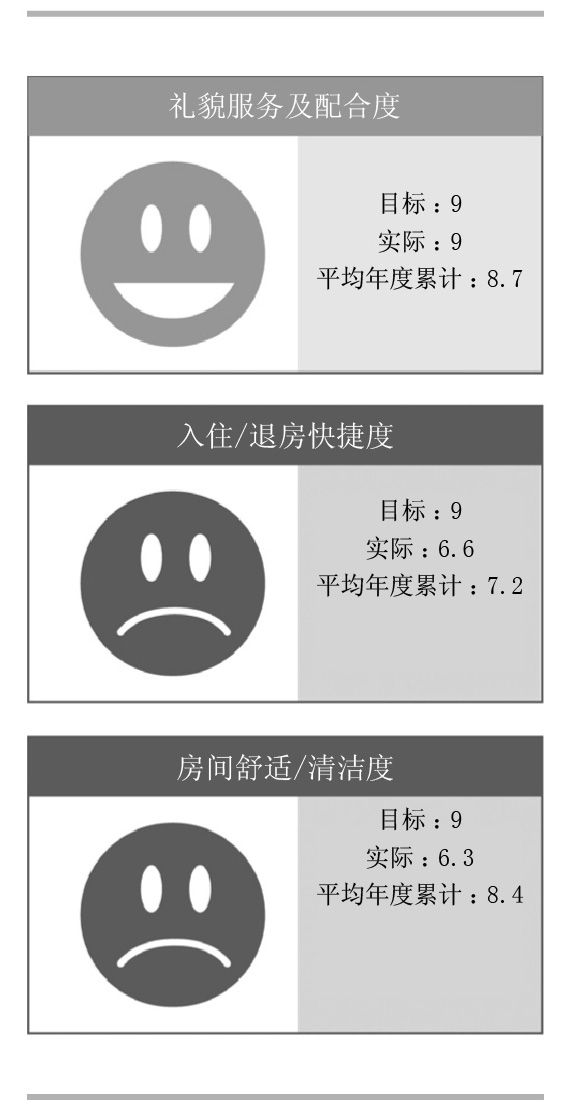 礼貌服务及配合度
目标：9
实际：9
平均年度累计：8.7
入住/退房快捷度
目标：9
实际：6.6
平均年度累计：7.2
房间舒适/清洁度
目标：9
实际：6.3
平均年度累计：8.4